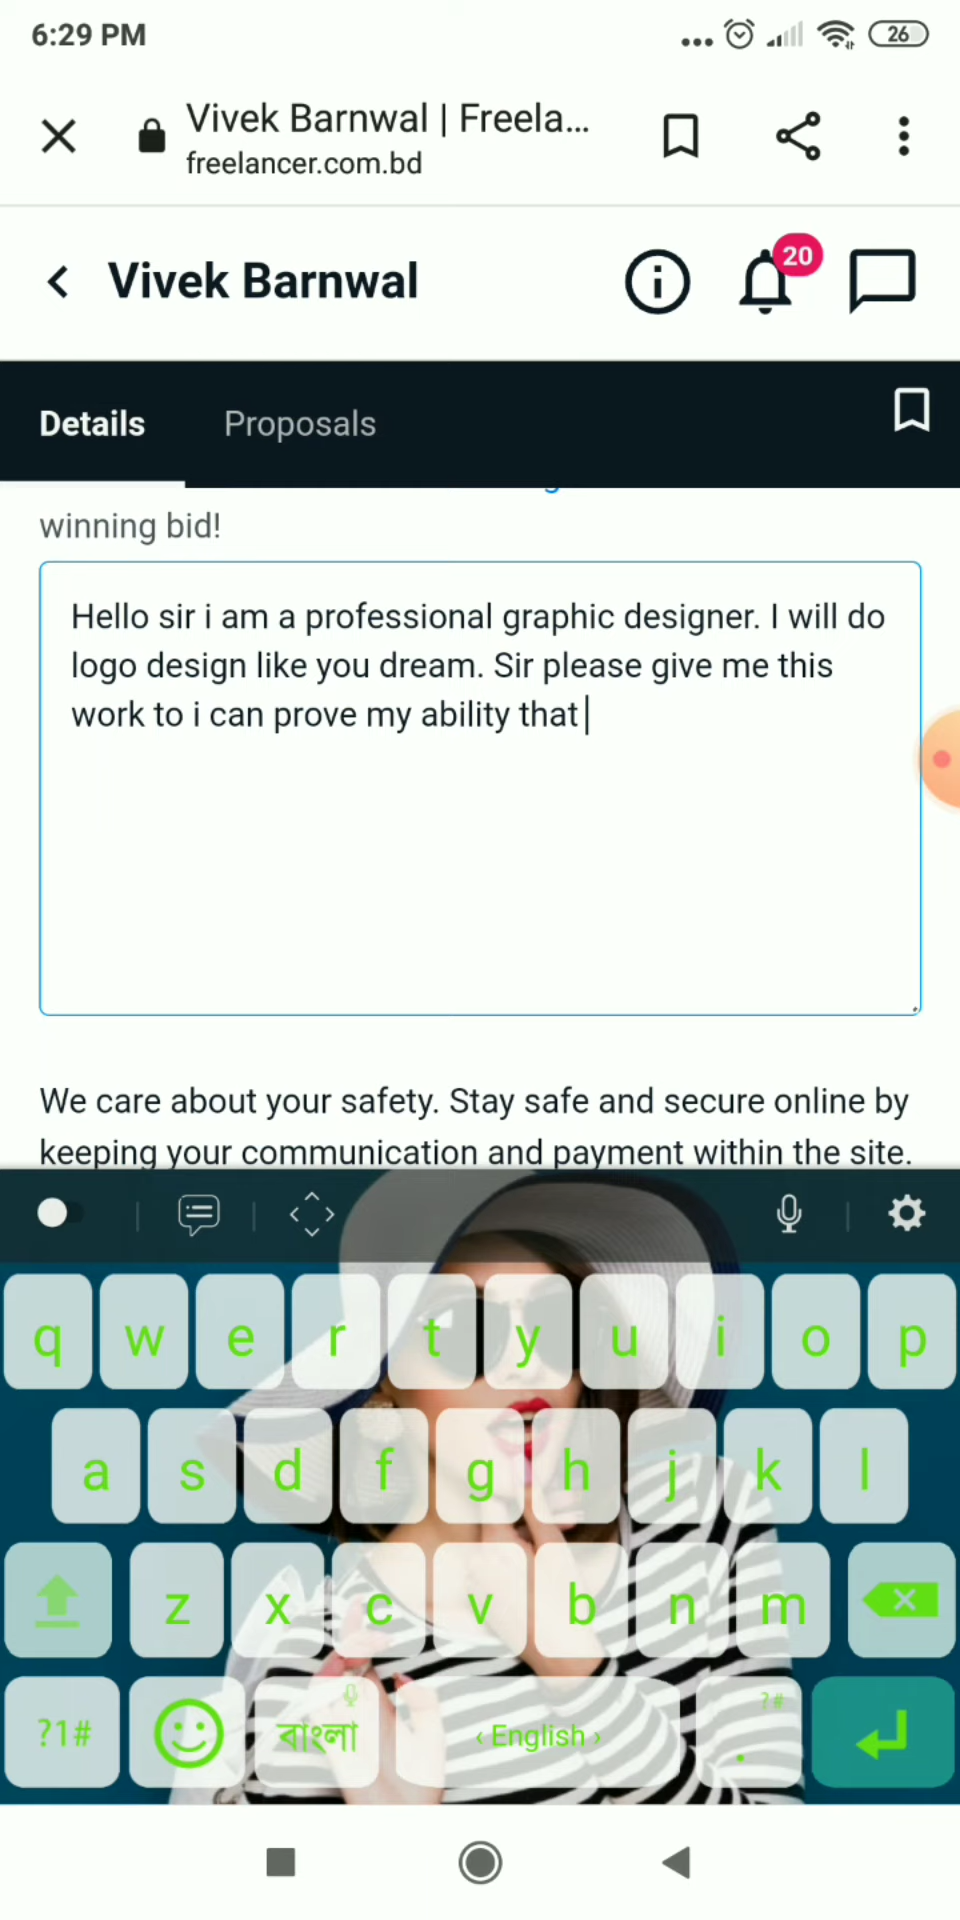 6:29 PM
26
Vivek Barnwal | Freela...
freelancer.com.bd
Vivek Barnwal
20
Details
Proposals
winning bid!
Hello sir i am a professional graphic designer. I will do
logo design like you dream. Sir please give me this
work to i can prove my ability that
We care about your safety. Stay safe and secure online by
keeping your communication and payment within the site.
q w e r t y u i o p
a s d f g h j k l
z x c v b n m
?1# বাংলা ‹ English › . ?#